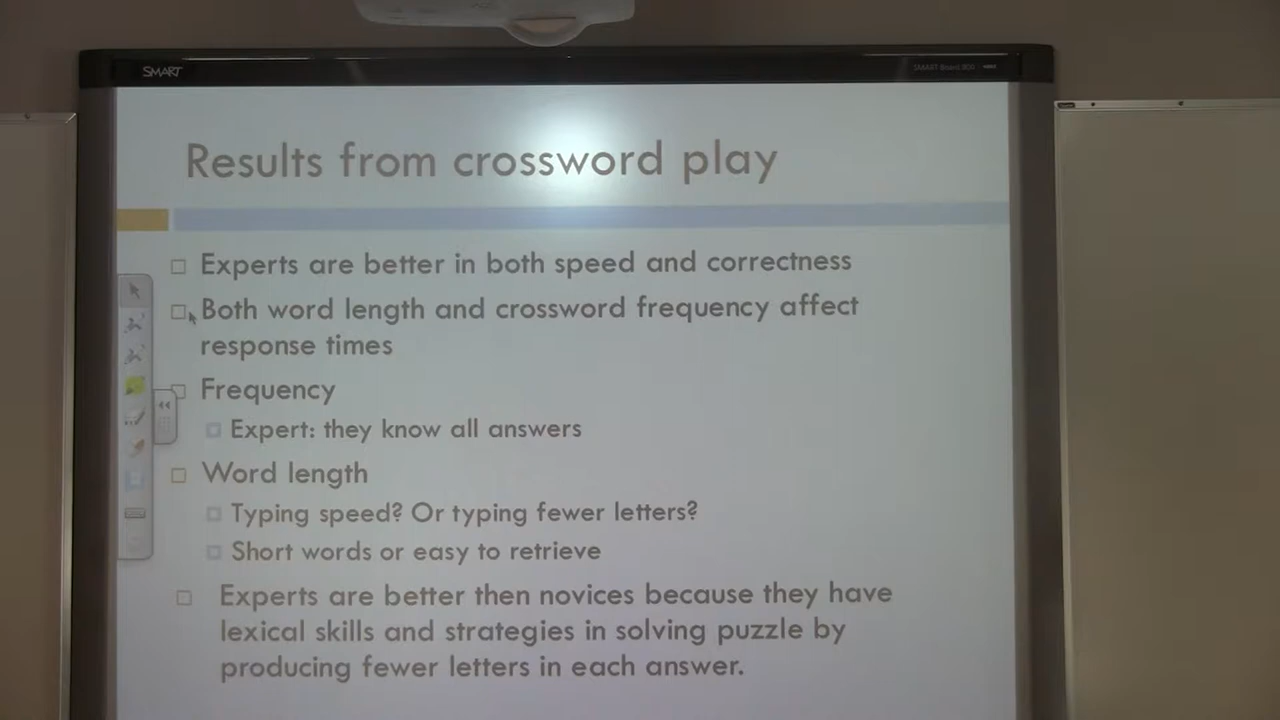 SMART
SMART Board 800
Results from crossword play
Experts are better in both speed and correctness
Both word length and crossword frequency affect
response times
Frequency
Expert: they know all answers
Word length
Typing speed? Or typing fewer letters?
Short words or easy to retrieve
Experts are better then novices because they have
lexical skills and strategies in solving puzzle by
producing fewer letters in each answer.